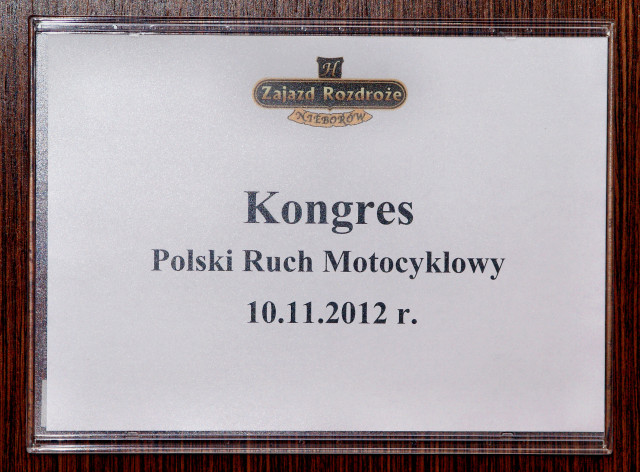 H
Zajazd Rozdroże
NIEBORÓW
Kongres
Polski Ruch Motocyklowy
10.11.2012 r.